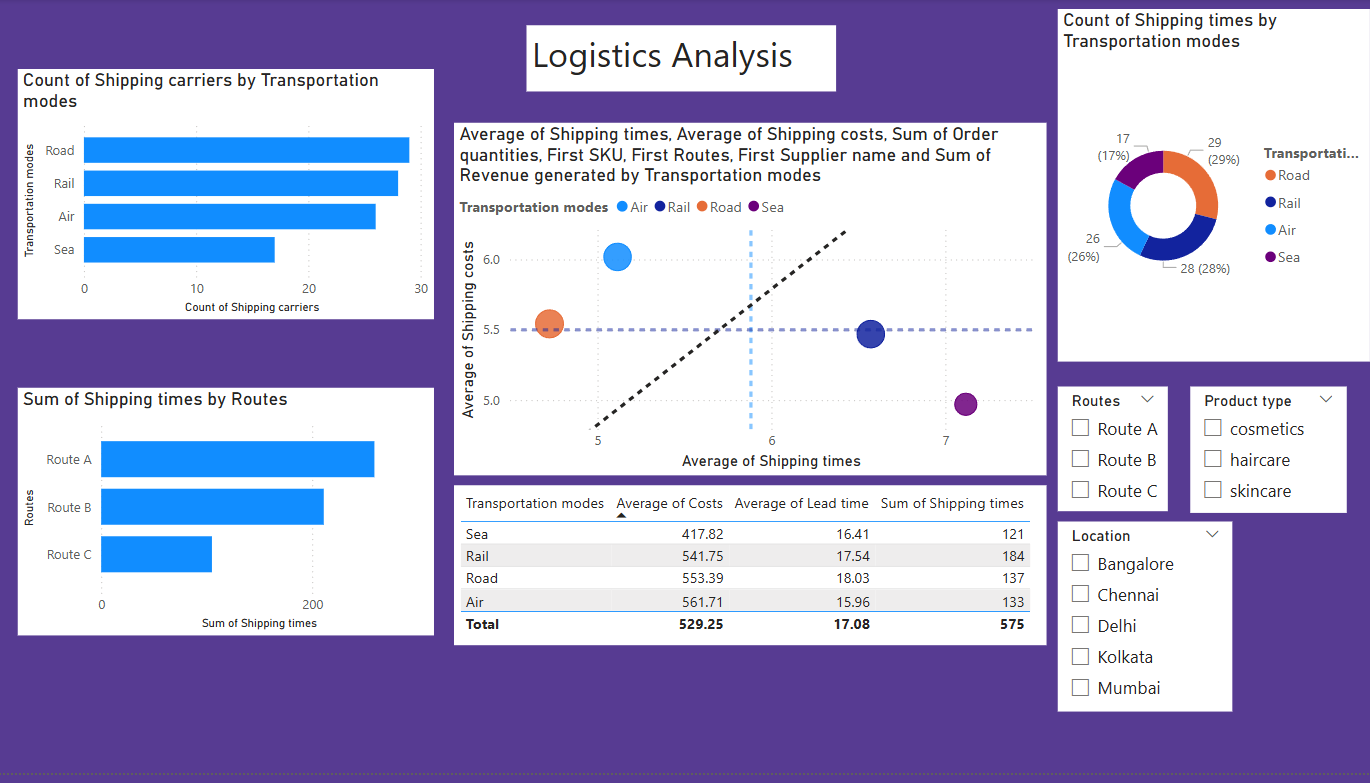 Logistics Analysis
Count of Shipping carriers by Transportation
modes
Transportation modes
Road
Rail
Air
Sea
0 10 20 30
Count of Shipping carriers
Sum of Shipping times by Routes
Routes
Route A
Route B
Route C
0 200
Sum of Shipping times
Average of Shipping times, Average of Shipping costs, Sum of Order
quantities, First SKU, First Routes, First Supplier name and Sum of
Revenue generated by Transportation modes
Transportation modes Air Rail Road Sea
Average of Shipping costs
6.0
5.5
5.0
5 6 7
Average of Shipping times
Transportation modes Average of Costs Average of Lead time Sum of Shipping times
Sea 417.82 16.41 121
Rail 541.75 17.54 184
Road 553.39 18.03 137
Air 561.71 15.96 133
Total 529.25 17.08 575
Count of Shipping times by
Transportation modes
17
(17%)
29
(29%)
26
(26%)
28 (28%)
Transportati...
Road
Rail
Air
Sea
Routes
Route A
Route B
Route C
Product type
cosmetics
haircare
skincare
Location
Bangalore
Chennai
Delhi
Kolkata
Mumbai